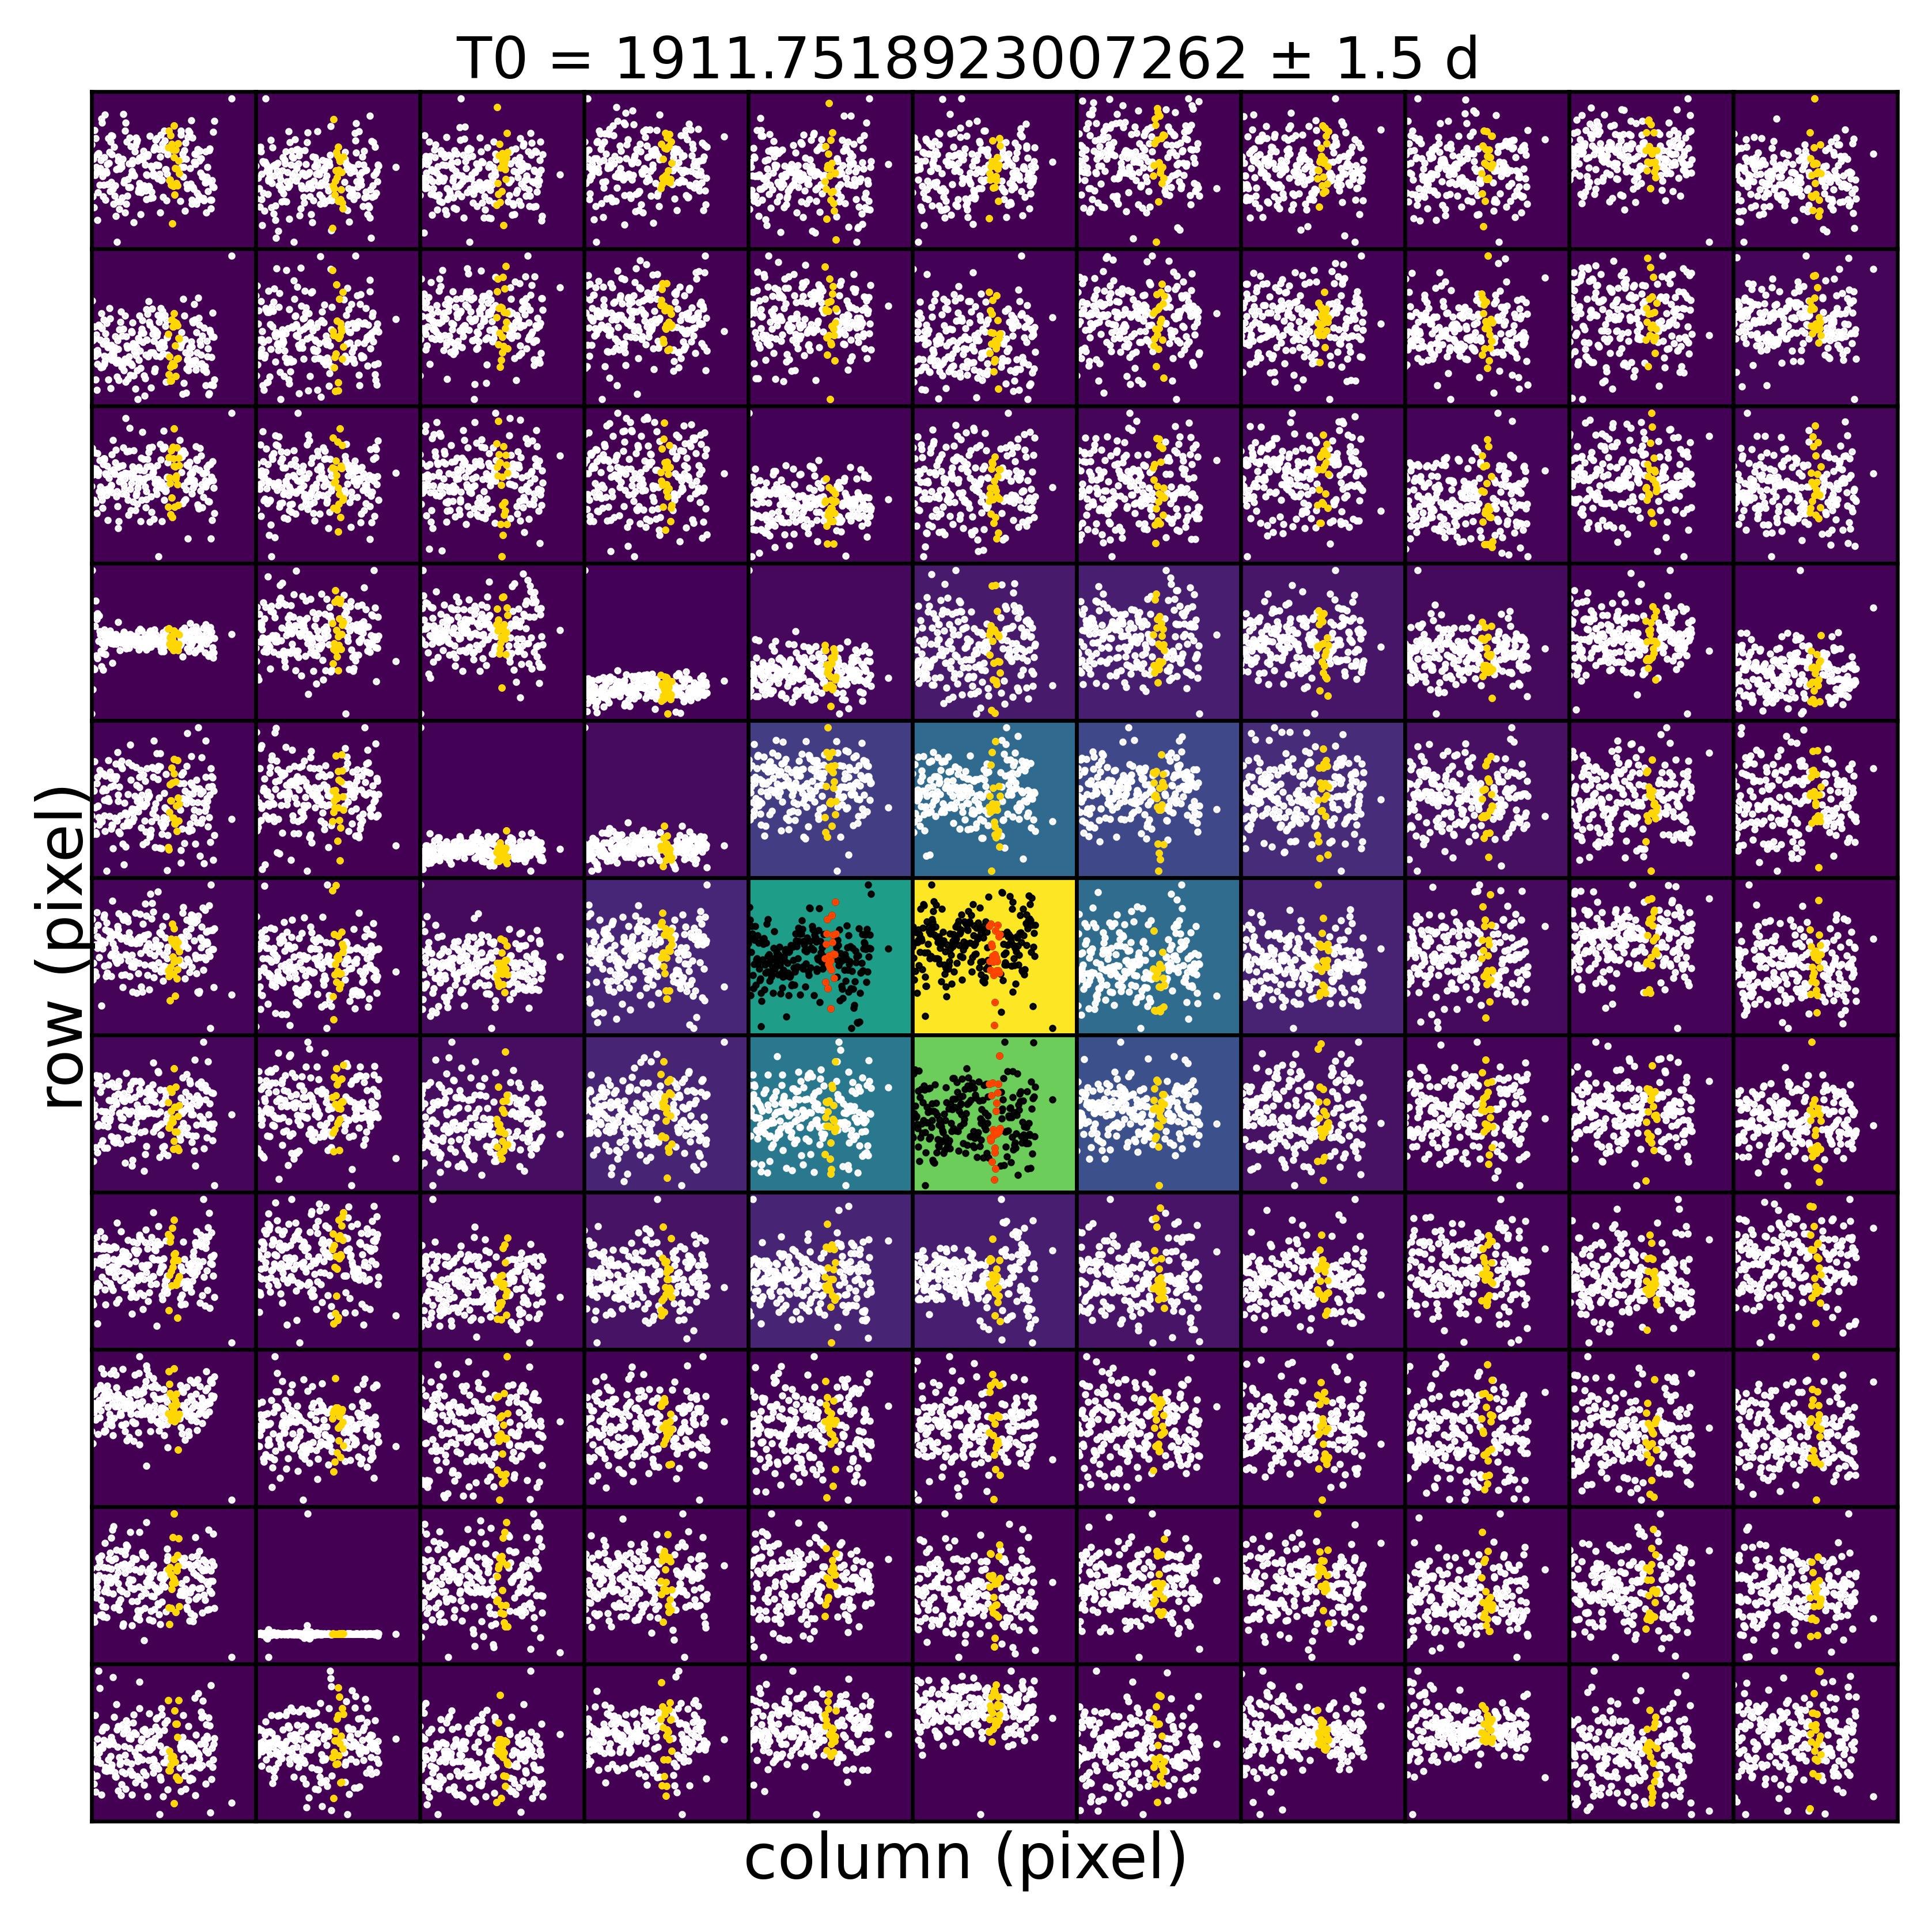 T0 = 1911.7518923007262 ± 1.5 d
row (pixel)
column (pixel)